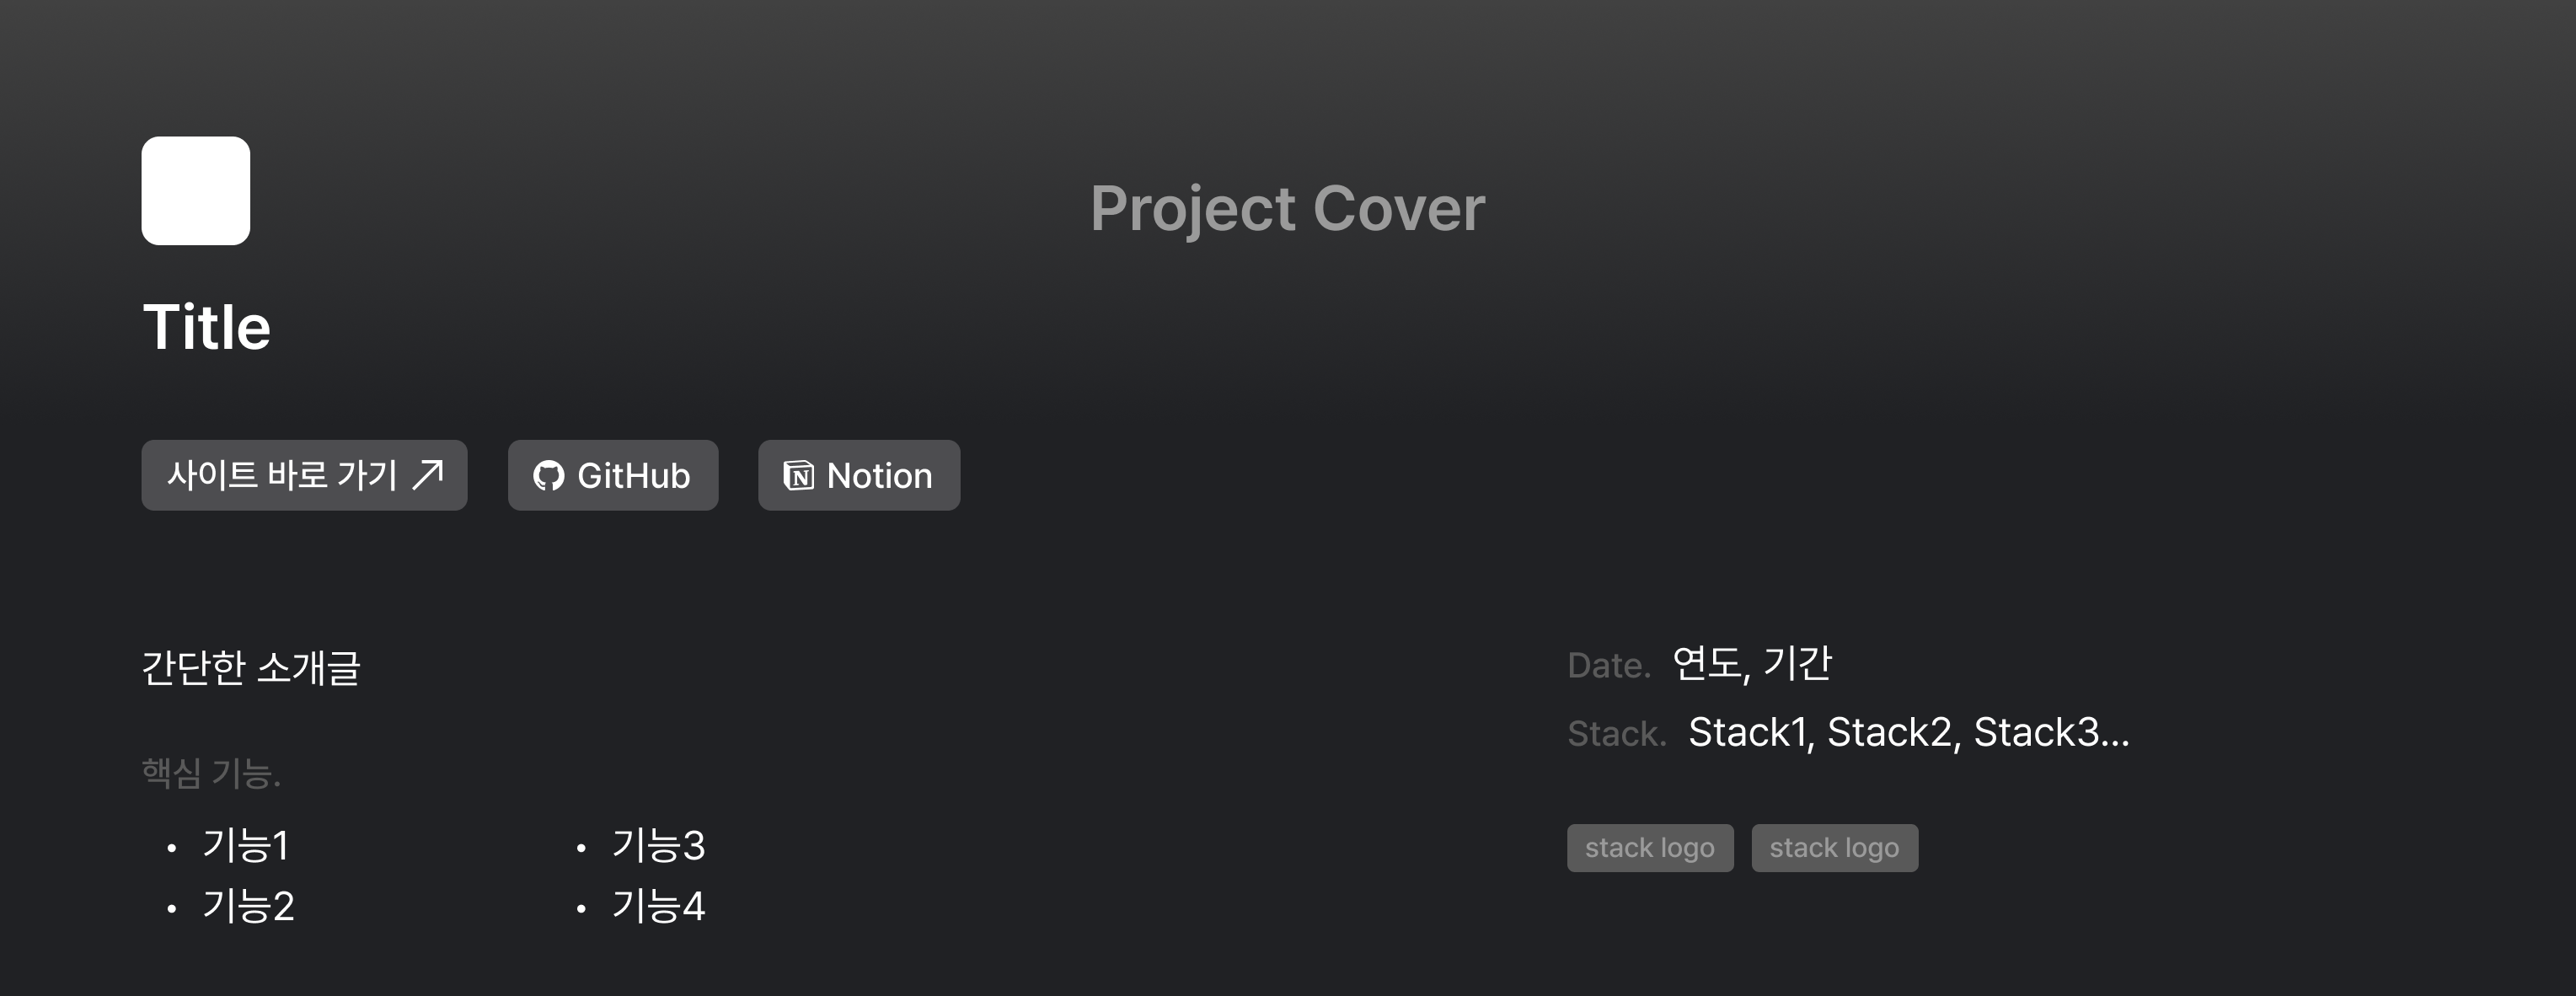 Project Cover
Title
사이트 바로 가기
GitHub
Notion
간단한 소개글
핵심 기능.
기능1
기능2
기능3
기능4
Date. 연도, 기간
Stack. Stack1, Stack2, Stack3...
stack logo
stack logo